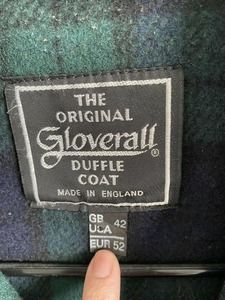 THE
ORIGINAL
Gloverall®
DUFFLE
COAT
MADE IN ENGLAND
GB 42
USA
EUR 52